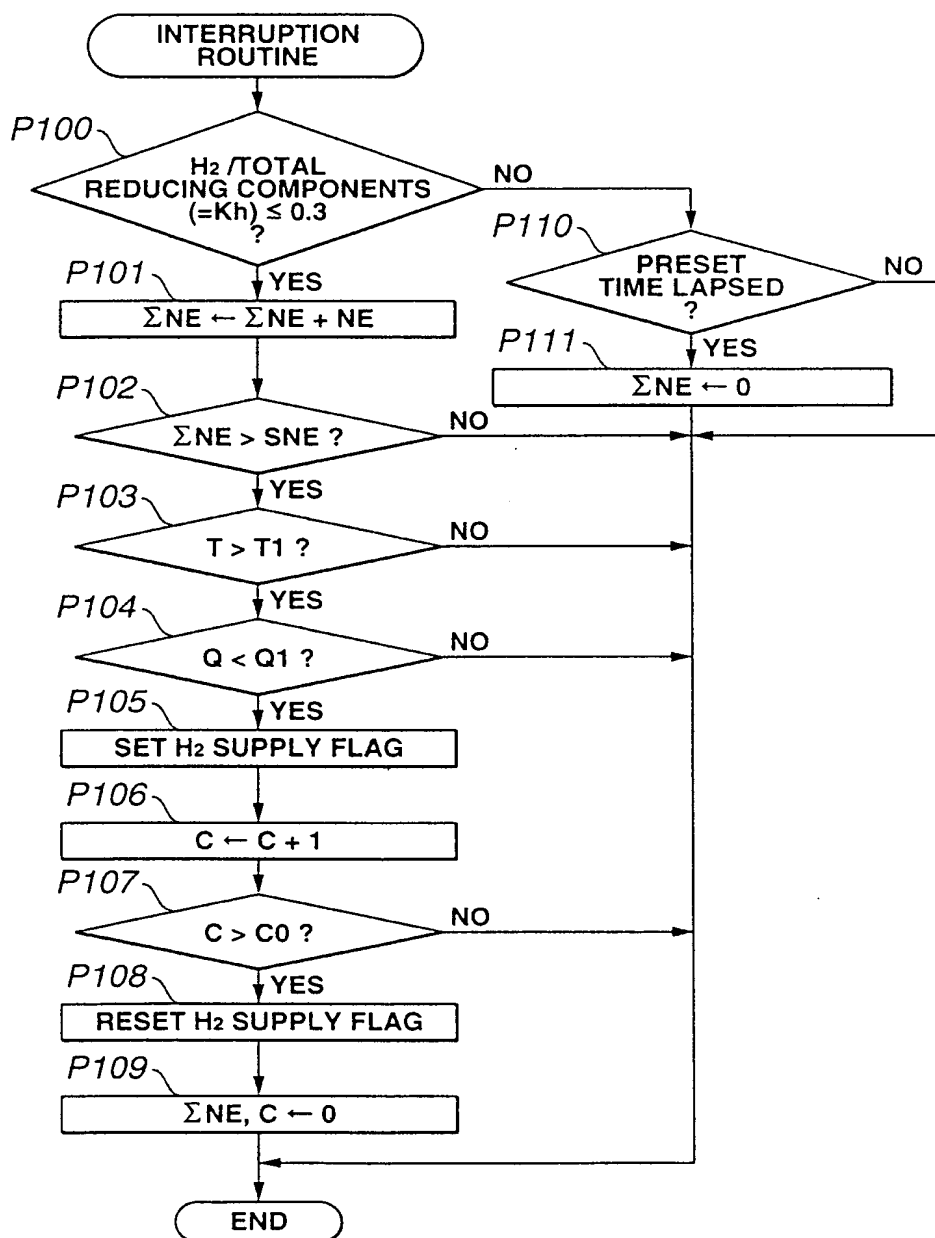 INTERRUPTION
ROUTINE
P100
H2 /TOTAL
REDUCING COMPONENTS
(=Kh) ≤ 0.3
?
NO
YES
P110
PRESET
TIME LAPSED
?
NO
YES
P101
ΣNE ← ΣNE + NE
P111
ΣNE ← 0
P102
ΣNE > SNE ?
NO
YES
P103
T > T1 ?
NO
YES
P104
Q < Q1 ?
NO
YES
P105
SET H2 SUPPLY FLAG
P106
C ← C + 1
P107
C > C0 ?
NO
YES
P108
RESET H2 SUPPLY FLAG
P109
ΣNE, C ← 0
END